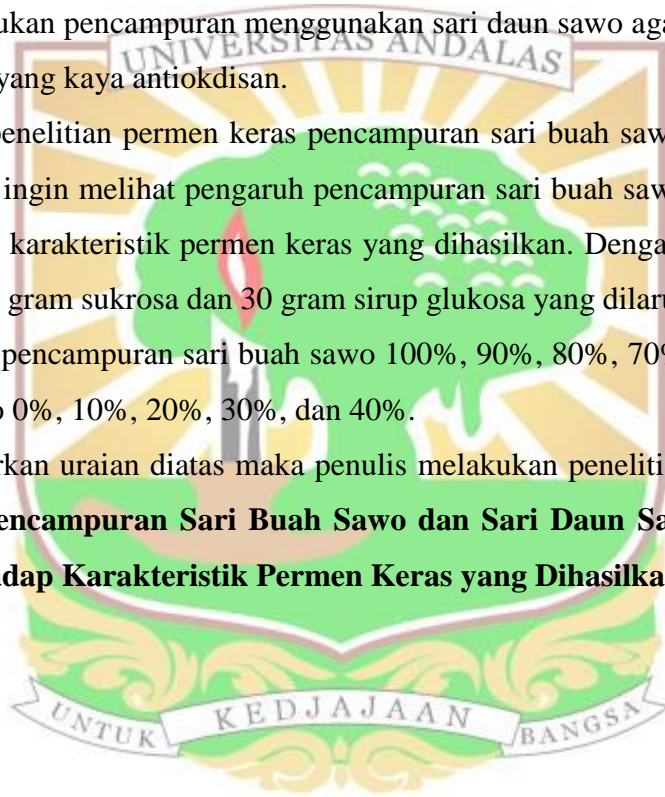 ukan pencampuran menggunakan sari daun sawo aga
UNIVERSITAS ANDALAS
yang kaya antiokdisan.
penelitian permen keras pencampuran sari buah saw
ingin melihat pengaruh pencampuran sari buah saw
karakteristik permen keras yang dihasilkan. Denga
gram sukrosa dan 30 gram sirup glukosa yang dilaru
pencampuran sari buah sawo 100%, 90%, 80%, 70%
o 0%, 10%, 20%, 30%, dan 40%.
rkan uraian diatas maka penulis melakukan peneliti
encampuran Sari Buah Sawo dan Sari Daun Sa
adap Karakteristik Permen Keras yang Dihasilka
UNTUK KEDJAJAAN BANGSA